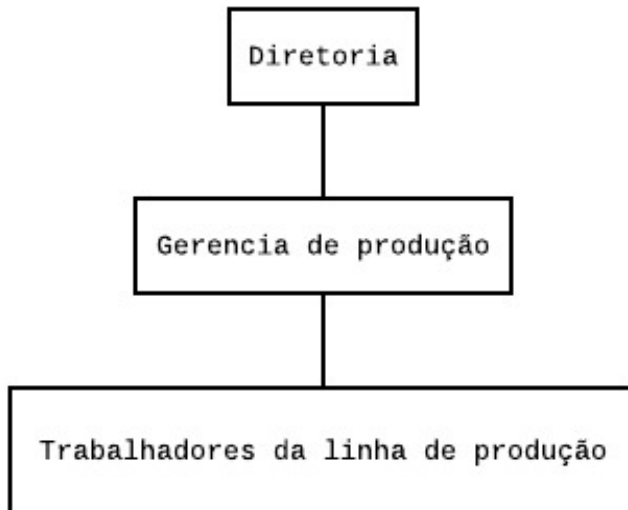 Diretoria
Gerencia de produção
Trabalhadores da linha de produção